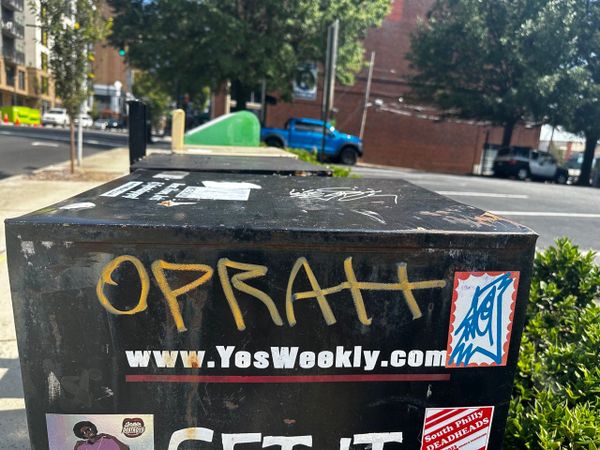 OPRAH
www.YesWeekly.com
GET IT
South Philly
DEADHEADS